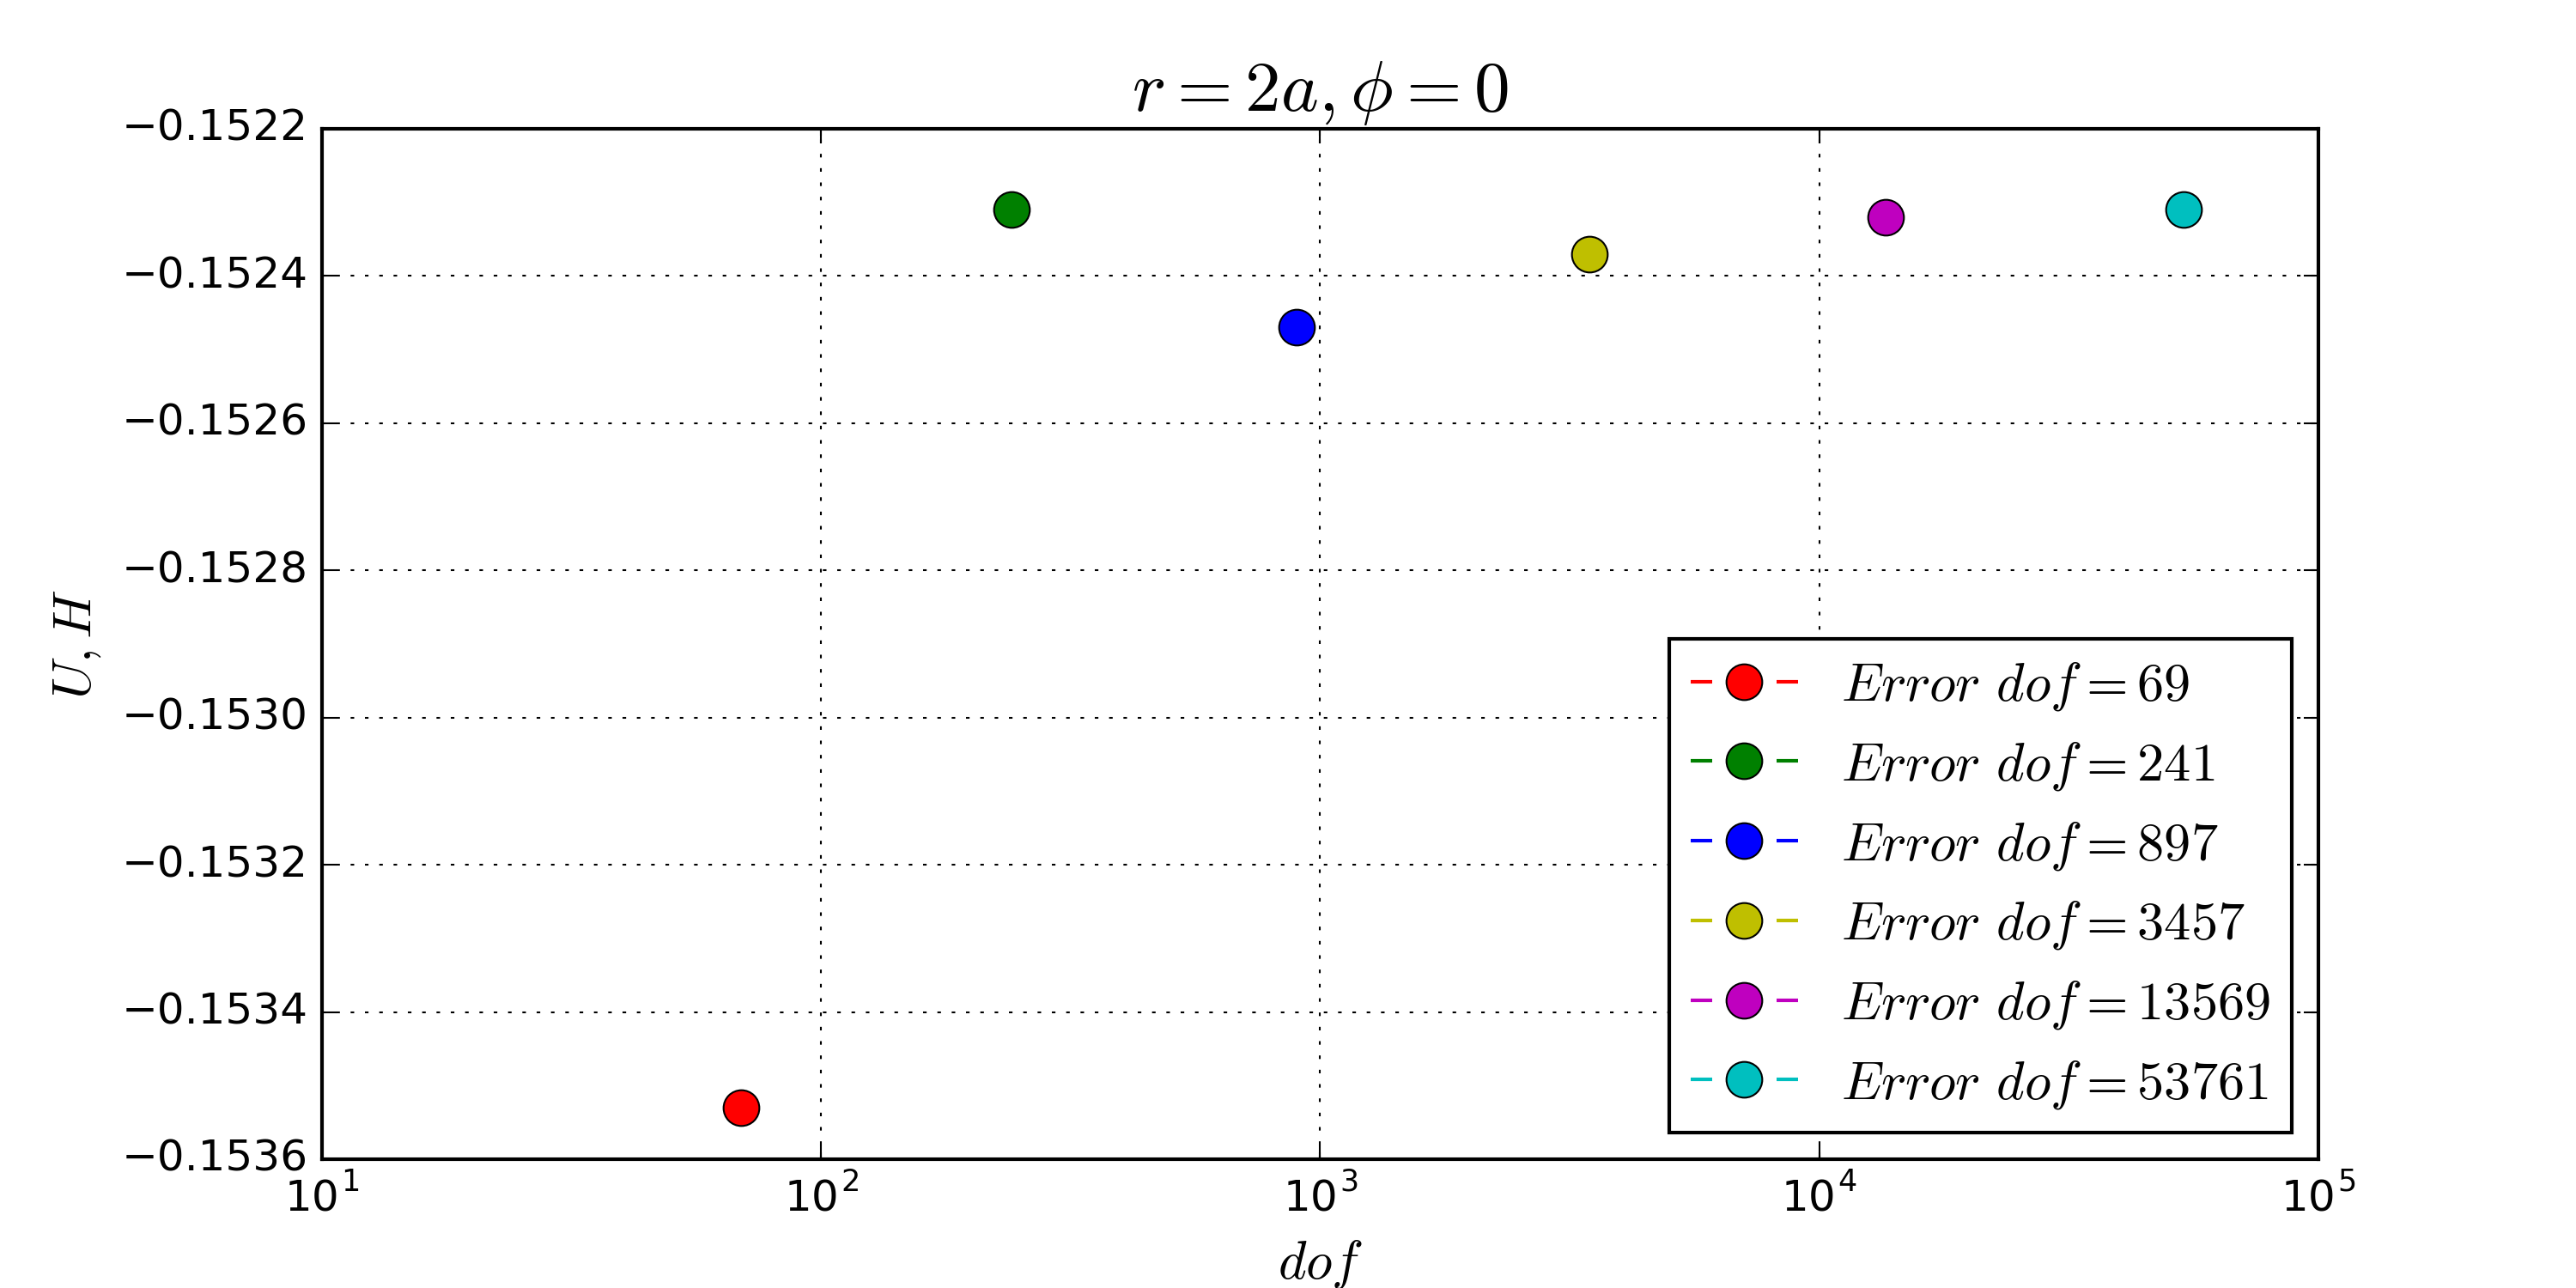 r = 2a, ϕ = 0
−0.1522
−0.1524
−0.1526
−0.1528
−0.1530
−0.1532
−0.1534
−0.1536
U, H
Error dof = 69
Error dof = 241
Error dof = 897
Error dof = 3457
Error dof = 13569
Error dof = 53761
10¹ 10² 10³ 10⁴ 10⁵
dof